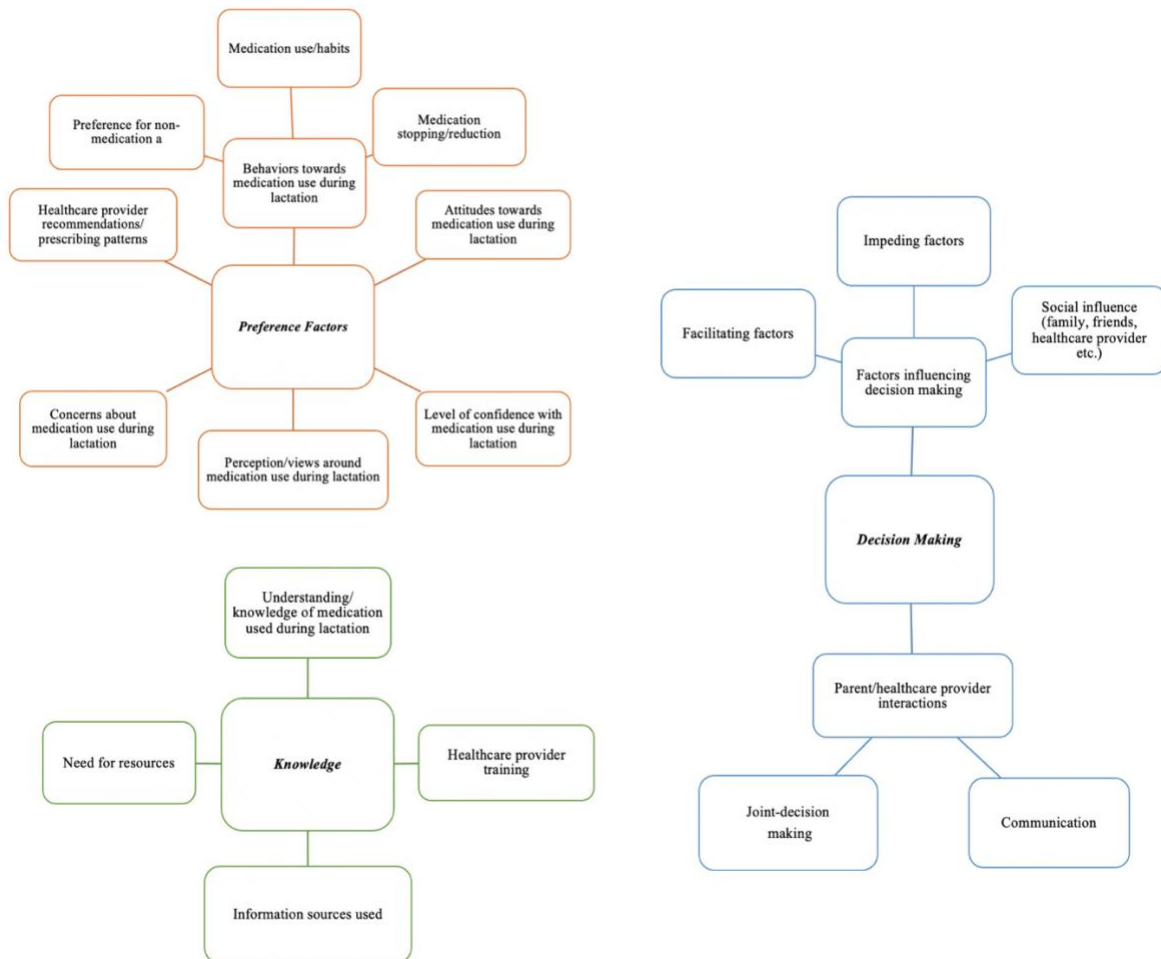 Medication use/habits
Preference for non-
medication a
Medication
stopping/reduction
Behaviors towards
medication use during
lactation
Healthcare provider
recommendations/
prescribing patterns
Attitudes towards
medication use during
lactation
Preference Factors
Concerns about
medication use during
lactation
Perception/views around
medication use during lactation
Level of confidence with
medication use during
lactation
Understanding/
knowledge of medication
used during lactation
Need for resources
Knowledge
Healthcare provider
training
Information sources used
Impeding factors
Facilitating factors
Social influence
(family, friends,
healthcare provider
etc.)
Factors influencing
decision making
Decision Making
Parent/healthcare provider
interactions
Joint-decision
making
Communication